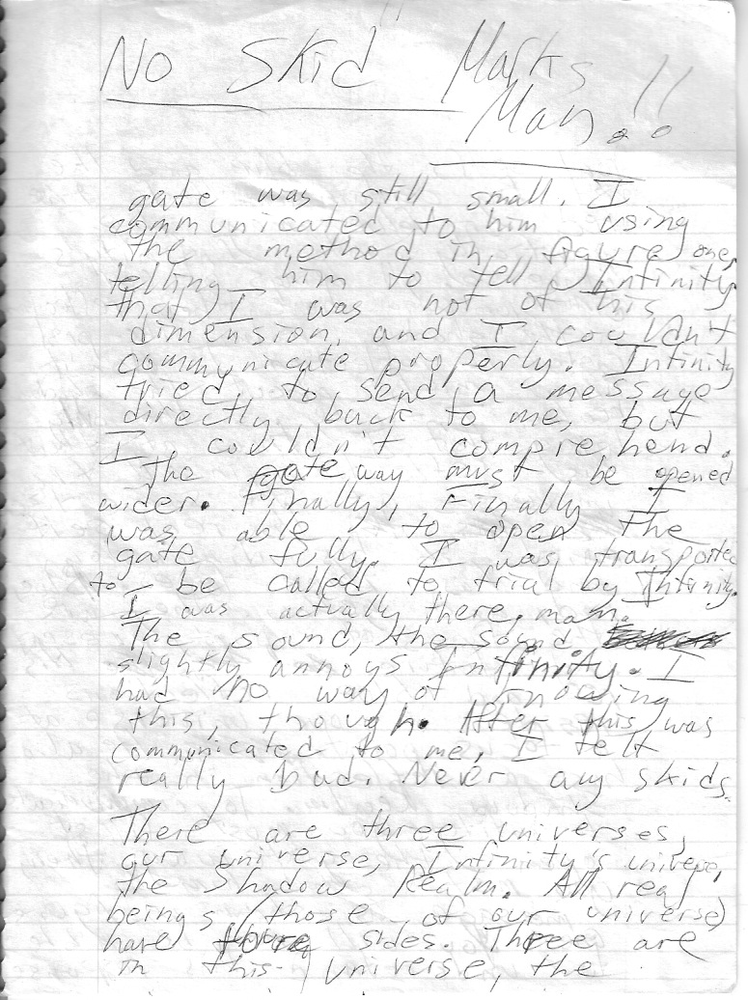 No Skid Marks
Man..!!
gate was still small. I
communicated to him using
the method in figure one,
telling him to tell Infinity
that I was not of his
dimension, and I couldn't
communicate properly. Infinity
tried to send a message
directly back to me, but
I couldn't comprehend.
The gateway must be opened
wider. Finally, Finally I
was able to open the
gate fully. I was transported
to be called to trial by Infinity.
I was actually there, man.
The sound, the sound
slightly annoys Infinity. I
had no way of knowing
this, though. After this was
communicated to me, I felt
really bad. Never any skids.
There are three universes,
our universe, Infinity's universe,
the Shadow Realm. All real
beings (those of our universe)
have four sides. Three are
in this universe, the